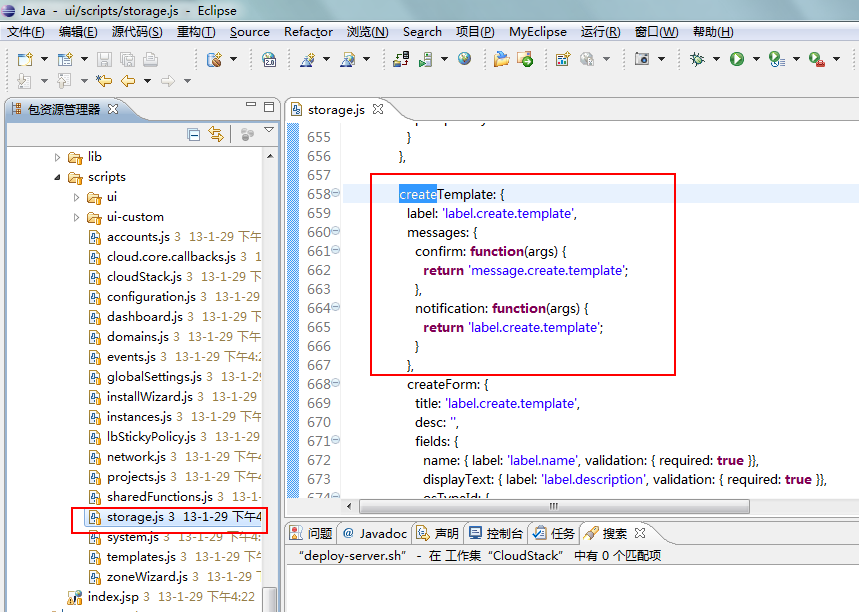 Java - ui/scripts/storage.js - Eclipse
文件(F) 编辑(E) 源代码(S) 重构(T) Source Refactor 浏览(N) Search 项目(P) MyEclipse 运行(R) 窗口(W) 帮助(H)
2.0
包资源管理器
lib
scripts
ui
ui-custom
accounts.js 3 13-1-29 下午
cloud.core.callbacks.js 3 1
cloudStack.js 3 13-1-29 下
configuration.js 3 13-1-29
dashboard.js 3 13-1-29 下
domains.js 3 13-1-29 下午
events.js 3 13-1-29 下午4:2
globalSettings.js 3 13-1-29
installWizard.js 3 13-1-29
instances.js 3 13-1-29 下午
lbStickyPolicy.js 3 13-1-29
network.js 3 13-1-29 下午4
projects.js 3 13-1-29 下午4
sharedFunctions.js 3 13-1-
storage.js 3 13-1-29 下午4
system.js 3 13-1-29 下午4:
templates.js 3 13-1-29 下午
zoneWizard.js 3 13-1-29 下
index.jsp 3 13-1-29 下午4:22
storage.js
655 }
656 },
657
658 createTemplate: {
659 label: 'label.create.template',
660 messages: {
661 confirm: function(args) {
662 return 'message.create.template';
663 },
664 notification: function(args) {
665 return 'label.create.template';
666 }
667 },
668 createForm: {
669 title: 'label.create.template',
670 desc: '',
671 fields: {
672 name: { label: 'label.name', validation: { required: true }},
673 displayText: { label: 'label.description', validation: { required: true }},
674 osTypeId: {
问题 @ Javadoc 声明 控制台 任务 搜索
"deploy-server.sh" - 在 工作集 "CloudStack" 中有 0 个匹配项